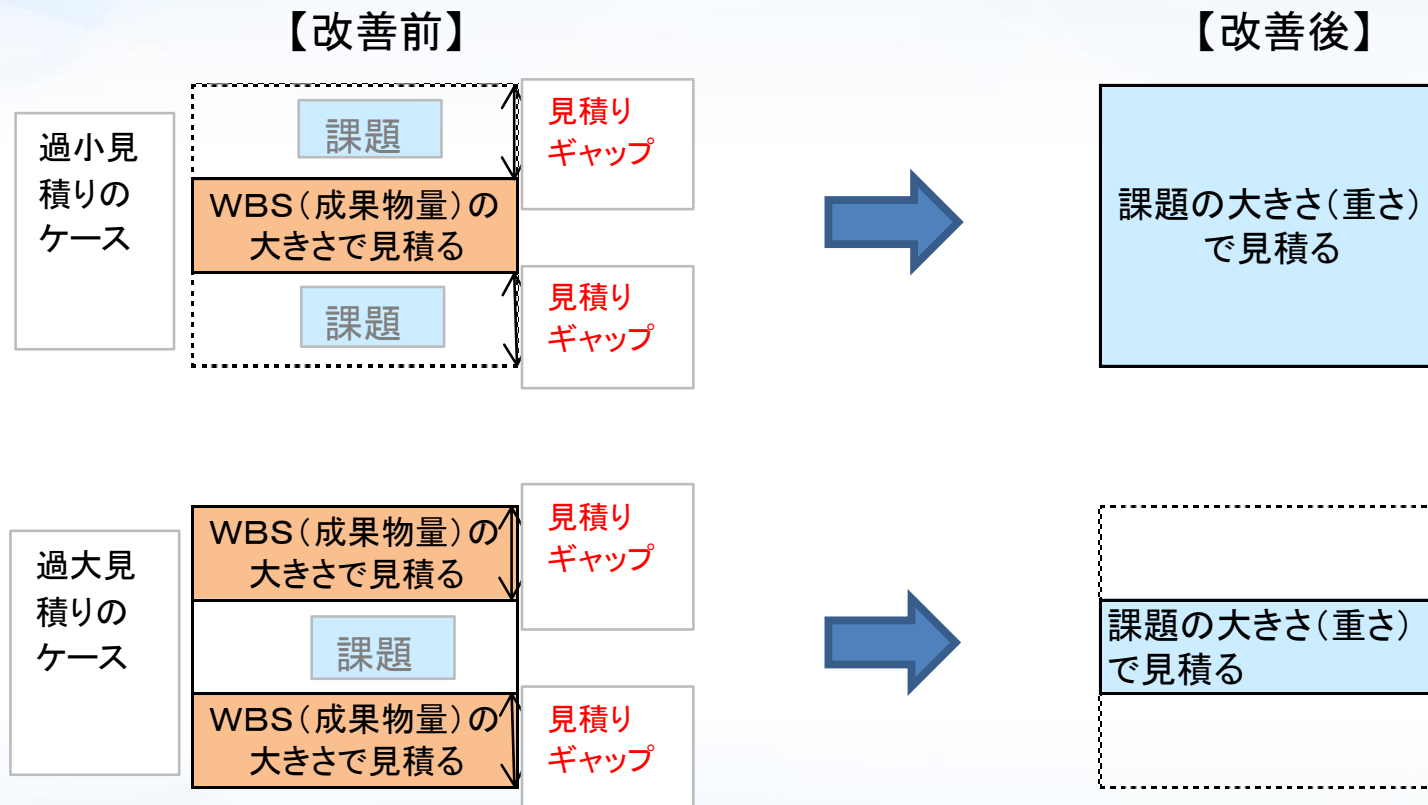 【改善前】
【改善後】
過小見
積りの
ケース
課題
見積り
ギャップ
WBS(成果物量)の
大きさで見積る
課題
見積り
ギャップ
課題の大きさ(重さ)
で見積る
過大見
積りの
ケース
WBS(成果物量)の
大きさで見積る
見積り
ギャップ
課題
WBS(成果物量)の
大きさで見積る
見積り
ギャップ
課題の大きさ(重さ)
で見積る